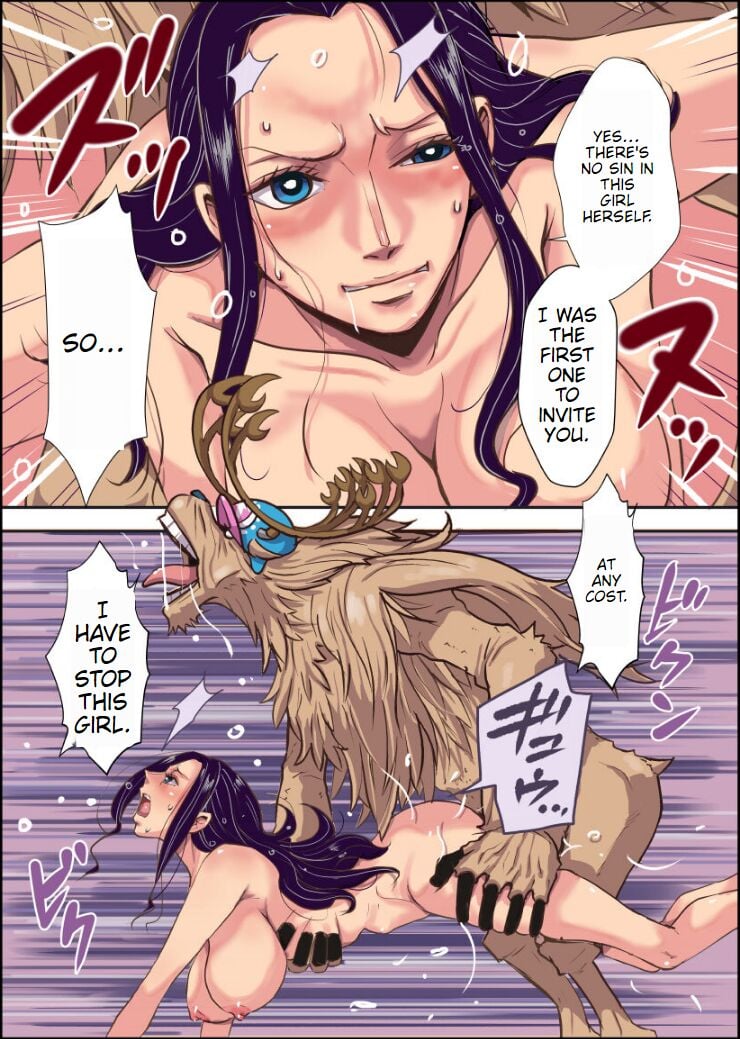 YES...
THERE'S
NO SIN IN
THIS
GIRL
HERSELF.
I WAS
THE
FIRST
ONE
TO
INVITE
YOU.
SO...
ズッ
ヌッ
AT
ANY
COST.
I
HAVE
TO
STOP
THIS
GIRL.
ビクン
ギュウ...
ビク